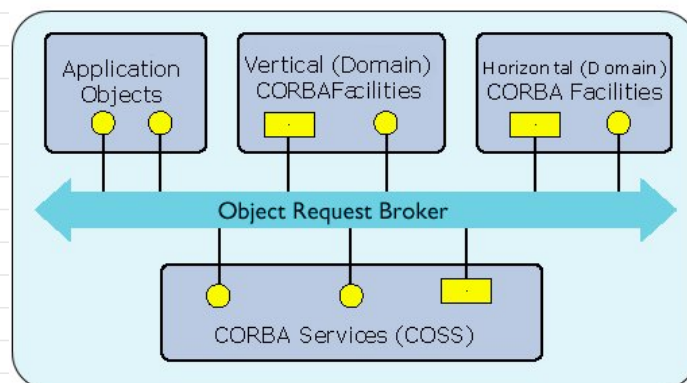 Application
Objects
Vertical (Domain)
CORBAFacilities
Horizontal (Domain)
CORBA Facilities
Object Request Broker
CORBA Services (COSS)